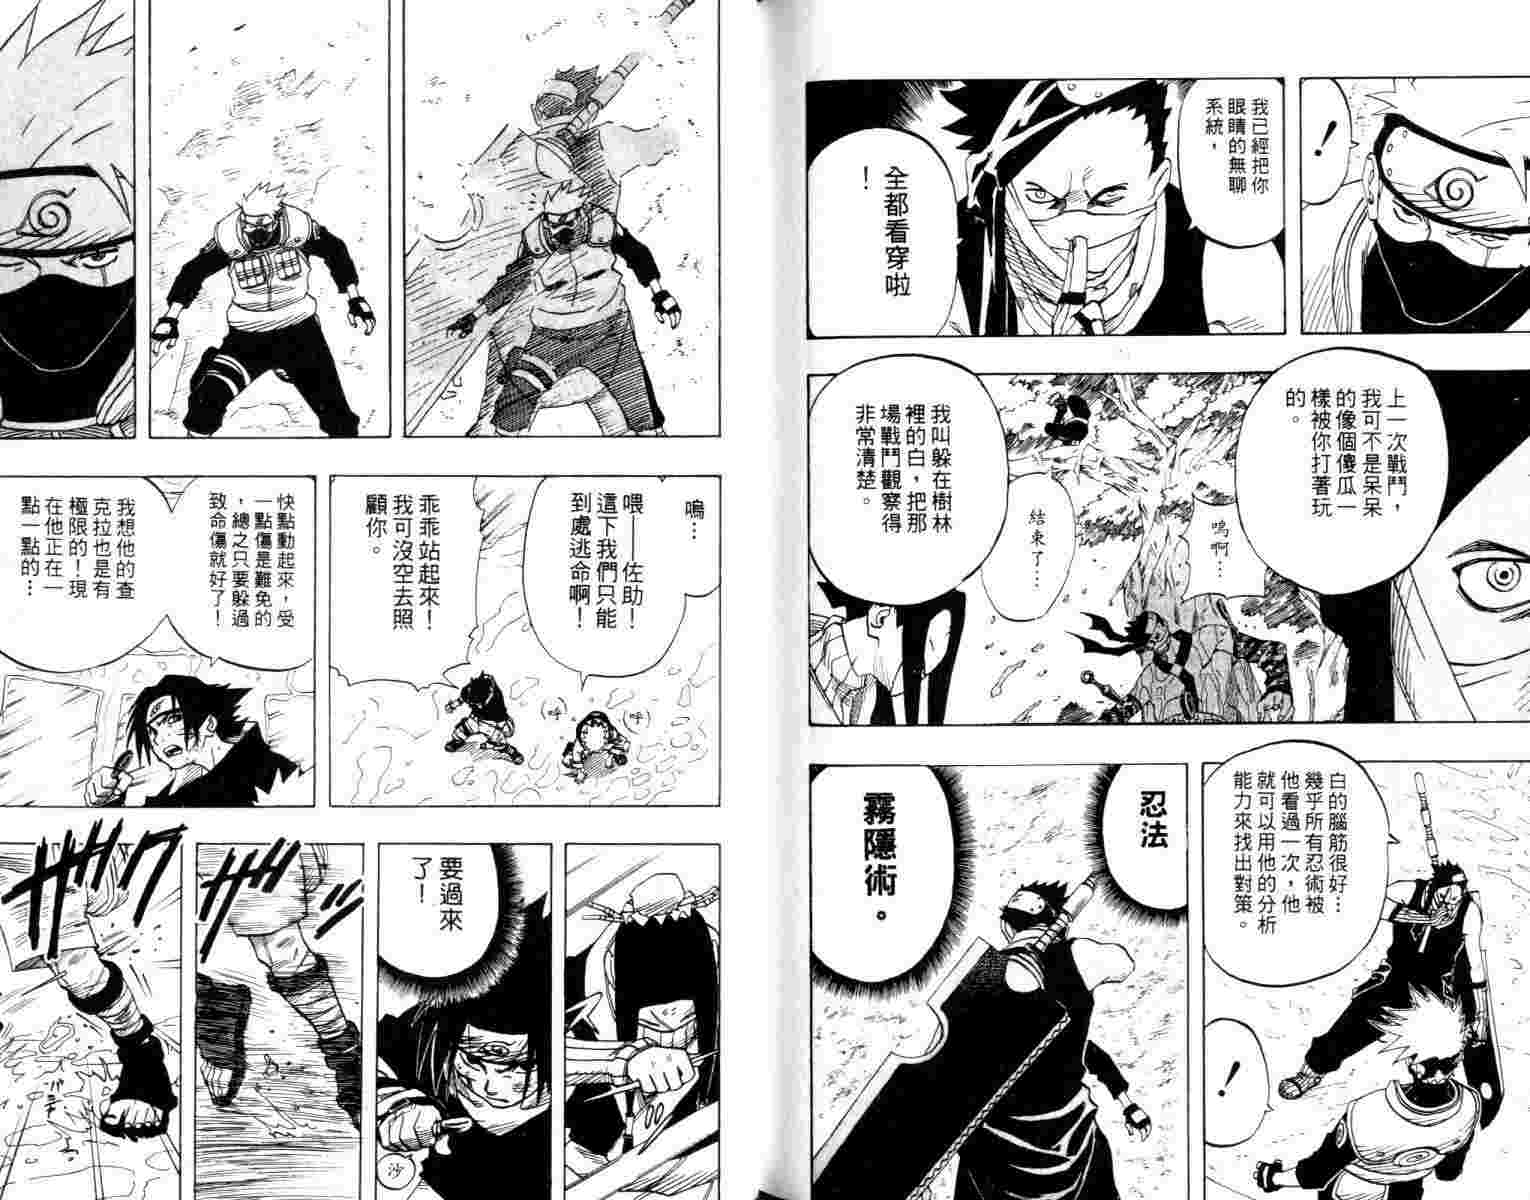 ！
我已經把你
眼睛的無聊
系統，
全都看穿啦
！
上一次戰鬥，
我可不是呆呆
的像個傻瓜一
樣被你打著玩
的。
嗚啊…
結束了…
我叫躲在樹林
裡的白，把那
場戰鬥觀察得
非常清楚。
白的腦筋很好…
幾乎所有忍術被
他看過一次，他
就可以用他的分析
能力來找出對策。
！
忍法
霧隱術。
嗚…
喂——佐助！
這下我們只能
到處逃命啊！
乖乖站起來！
我可沒空去照
顧你。
（呼）
（呼）
快點動起來，受
一點傷是難免的
，總之只要躲過
致命傷就好了！
我想他的查
克拉也是有
極限的！現
在他正在一
點一點的…
要過來
了！
沙